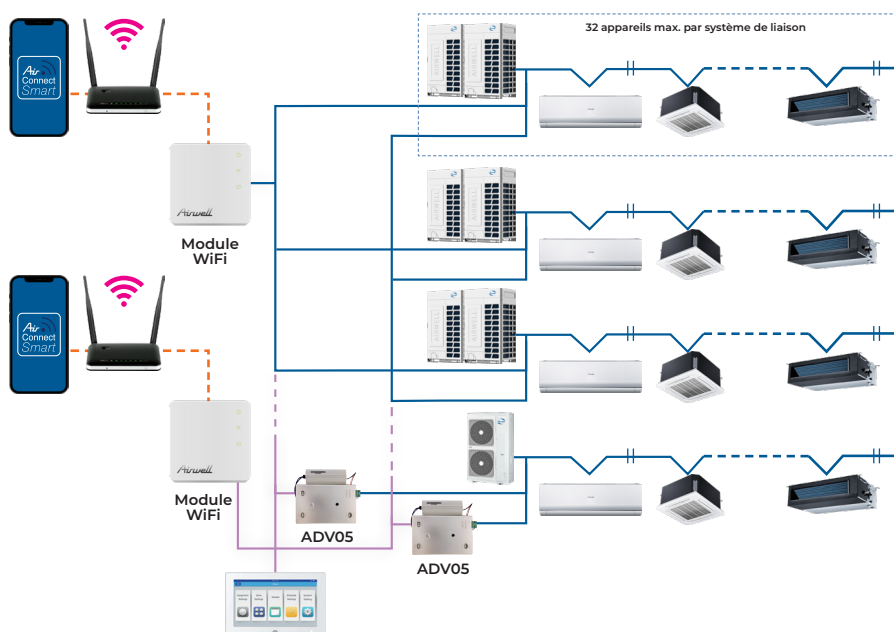 32 appareils max. par système de liaison
Air
Connect
Smart
Airwell
Module
WiFi
Air
Connect
Smart
Airwell
Module
WiFi
ADV05
ADV05